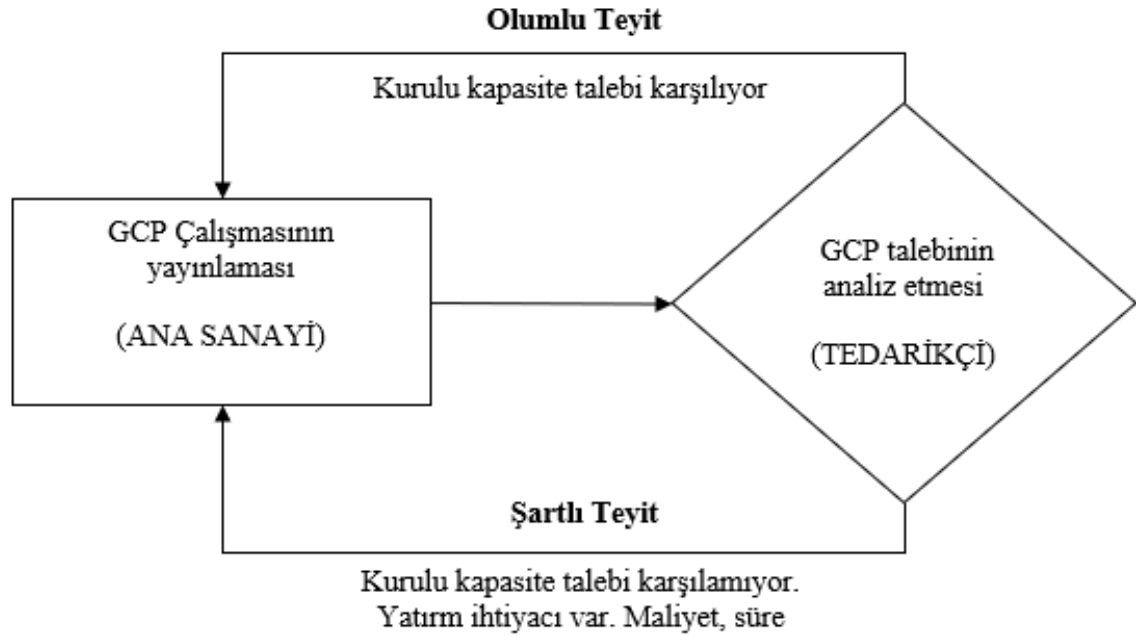 Olumlu Teyit
Kurulu kapasite talebi karşılıyor
GCP Çalışmasının
yayınlaması
(ANA SANAYİ)
GCP talebinin
analiz etmesi
(TEDARİKÇİ)
Şartlı Teyit
Kurulu kapasite talebi karşılamıyor.
Yatırm ihtiyacı var. Maliyet, süre